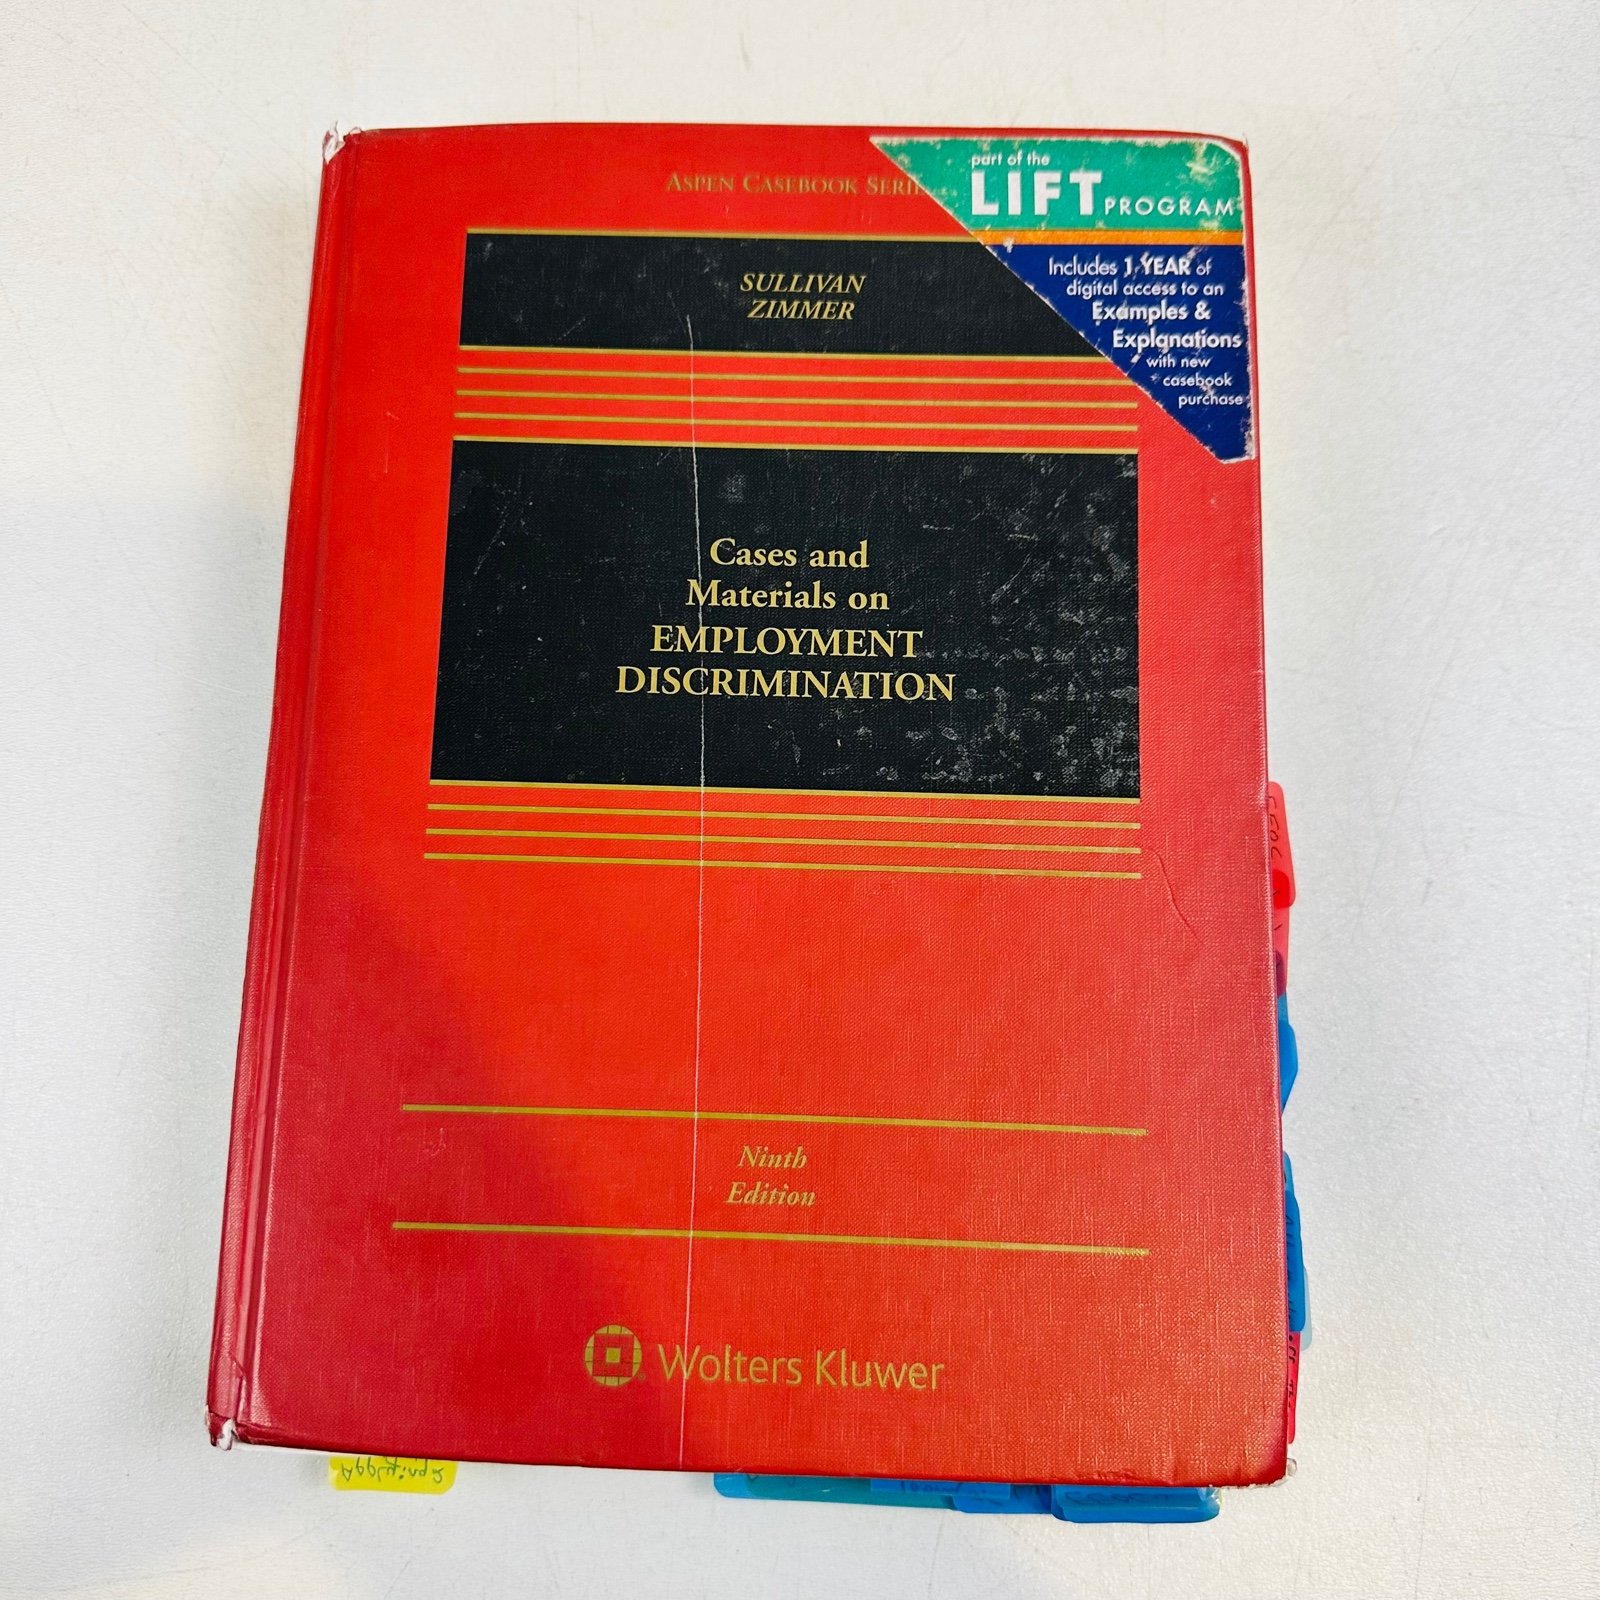 ASPEN CASEBOOK SERIE
part of the
LIFT PROGRAM
Includes 1 YEAR of
digital access to an
Examples &
Explanations
with new
casebook
purchase
SULLIVAN
ZIMMER
Cases and
Materials on
EMPLOYMENT
DISCRIMINATION
Ninth
Edition
Wolters Kluwer